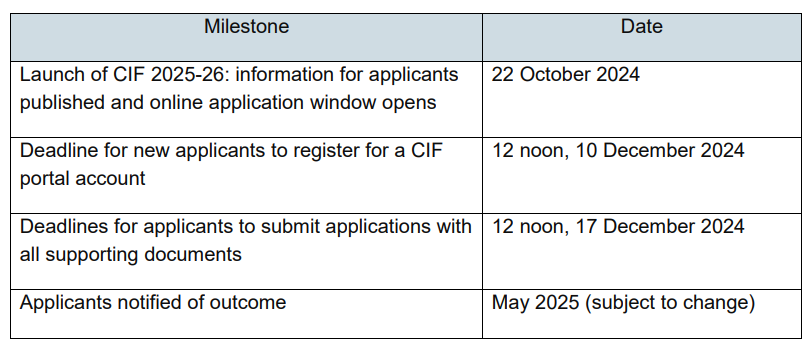 Milestone Date
Launch of CIF 2025-26: information for applicants 22 October 2024
published and online application window opens
Deadline for new applicants to register for a CIF 12 noon, 10 December 2024
portal account
Deadlines for applicants to submit applications with 12 noon, 17 December 2024
all supporting documents
Applicants notified of outcome May 2025 (subject to change)